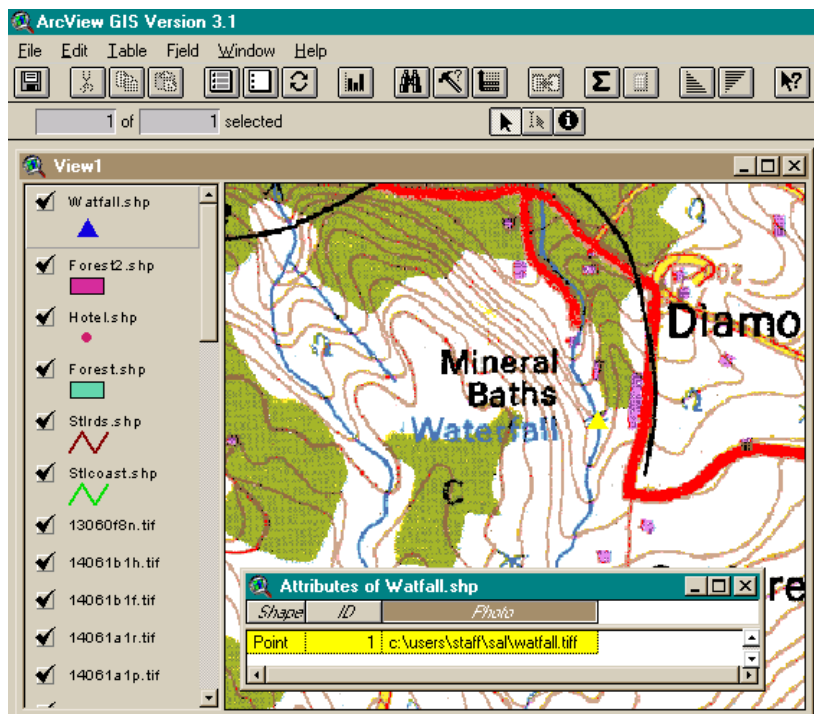 ArcView GIS Version 3.1
File Edit Table Field Window Help
1 of 1 selected
View1
Watfall.shp
Forest2.shp
Hotel.shp
Forest.shp
Stlrds.shp
Stlcoast.shp
13060f8n.tif
14061b1h.tif
14061b1f.tif
14061a1r.tif
14061a1p.tif
Diamo
Mineral
Baths
Waterfall
C
200
re
Attributes of Watfall.shp
Shape ID Photo
Point 1 c:\users\staff\sal\watfall.tiff